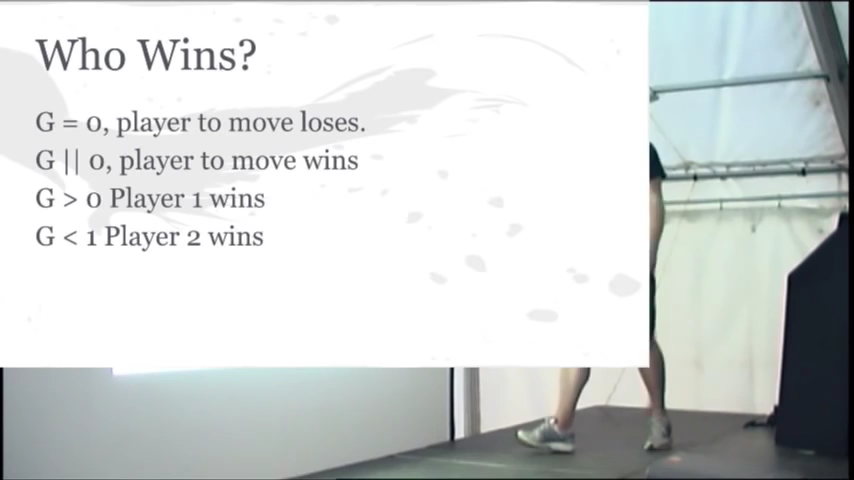 Who Wins?
G = 0, player to move loses.
G || 0, player to move wins
G > 0 Player 1 wins
G < 1 Player 2 wins